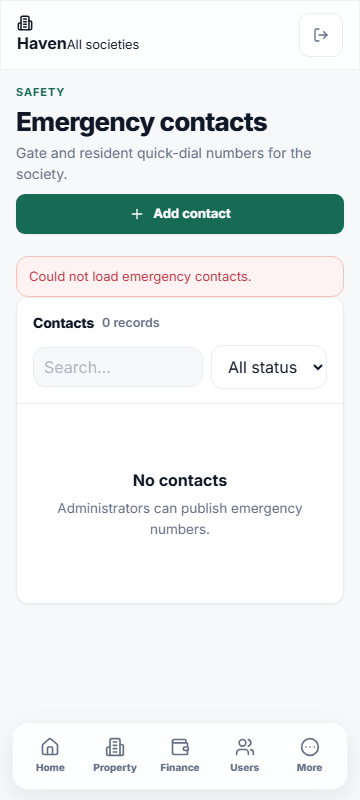 Haven All societies
SAFETY
Emergency contacts
Gate and resident quick-dial numbers for the
society.
Add contact
Could not load emergency contacts.
Contacts 0 records
Search...
All status
No contacts
Administrators can publish emergency
numbers.
Home Property Finance Users More